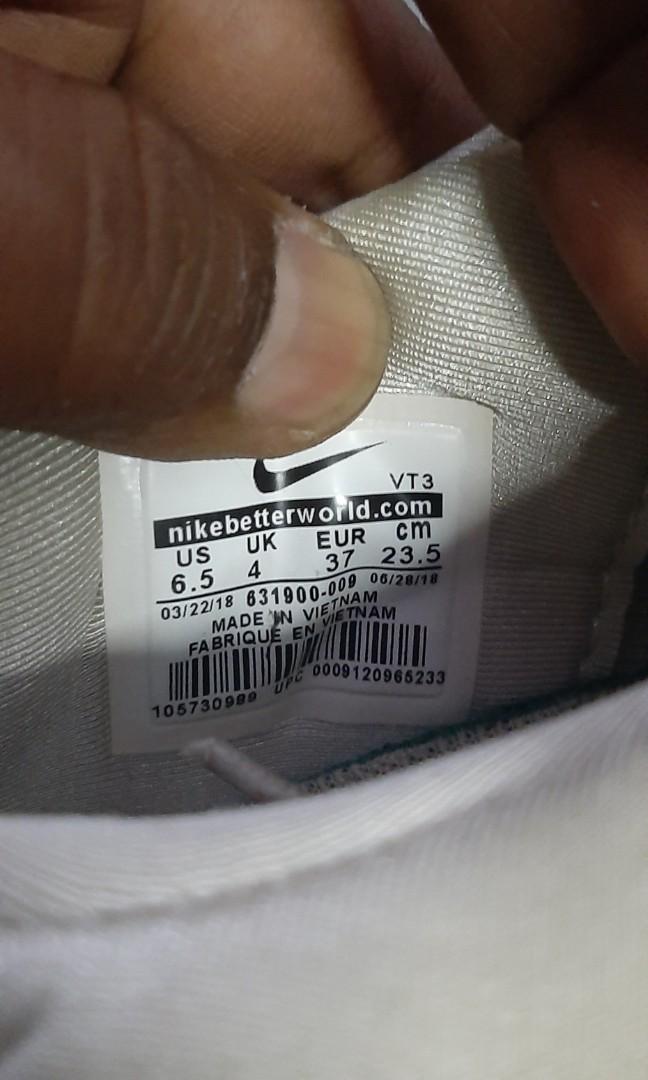 VT3
nikebetterworld.com
US UK EUR cm
6.5 4 37 23.5
03/22/18 631900-009 06/28/18
MADE IN VIETNAM
FABRIQUE EN VIETNAM
105730989 UPC 0009120965233